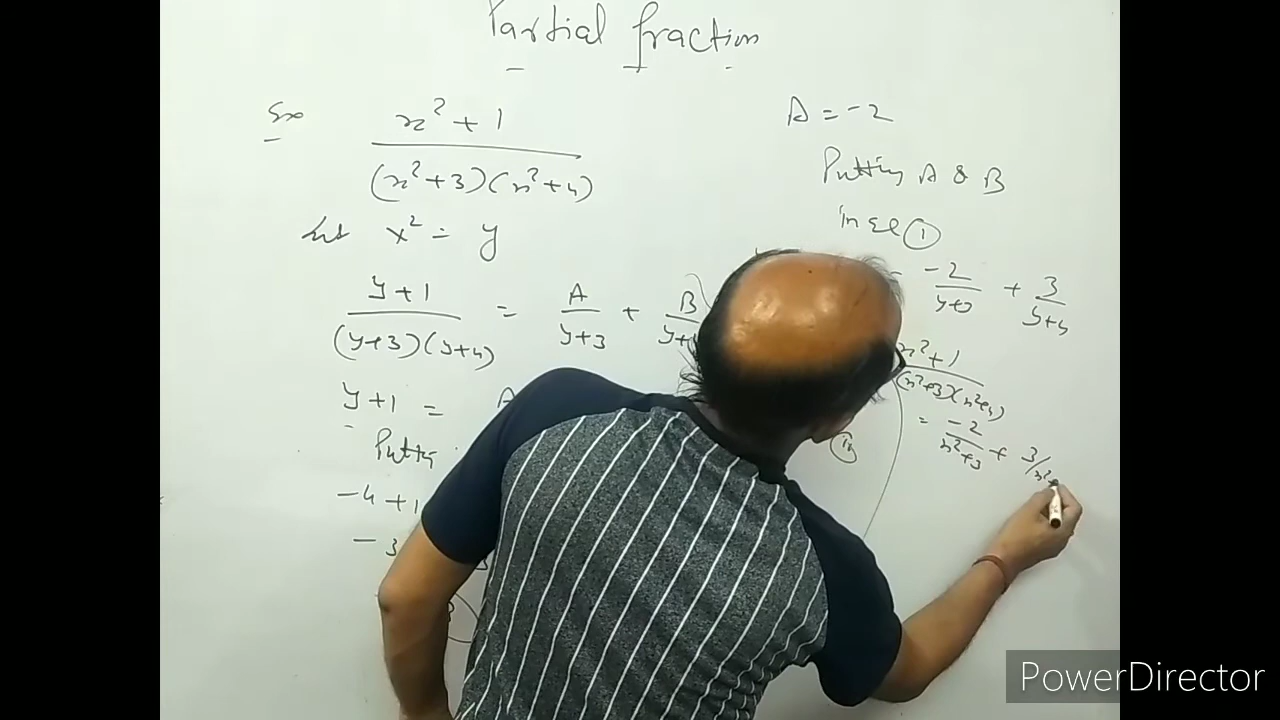 Partial fraction
Ex x² + 1
(x²+3)(x²+4)
Let x² = y
y+1 / (y+3)(y+4) = A / y+3 + B
y+1 =
Putting
-4 +1
-3
A = -2
Putting A & B
in eq ①
-2 + 3
y+4
x²+1
(x²+3)(x²+4)
= -2 / x²+3 + 3/x²
PowerDirector